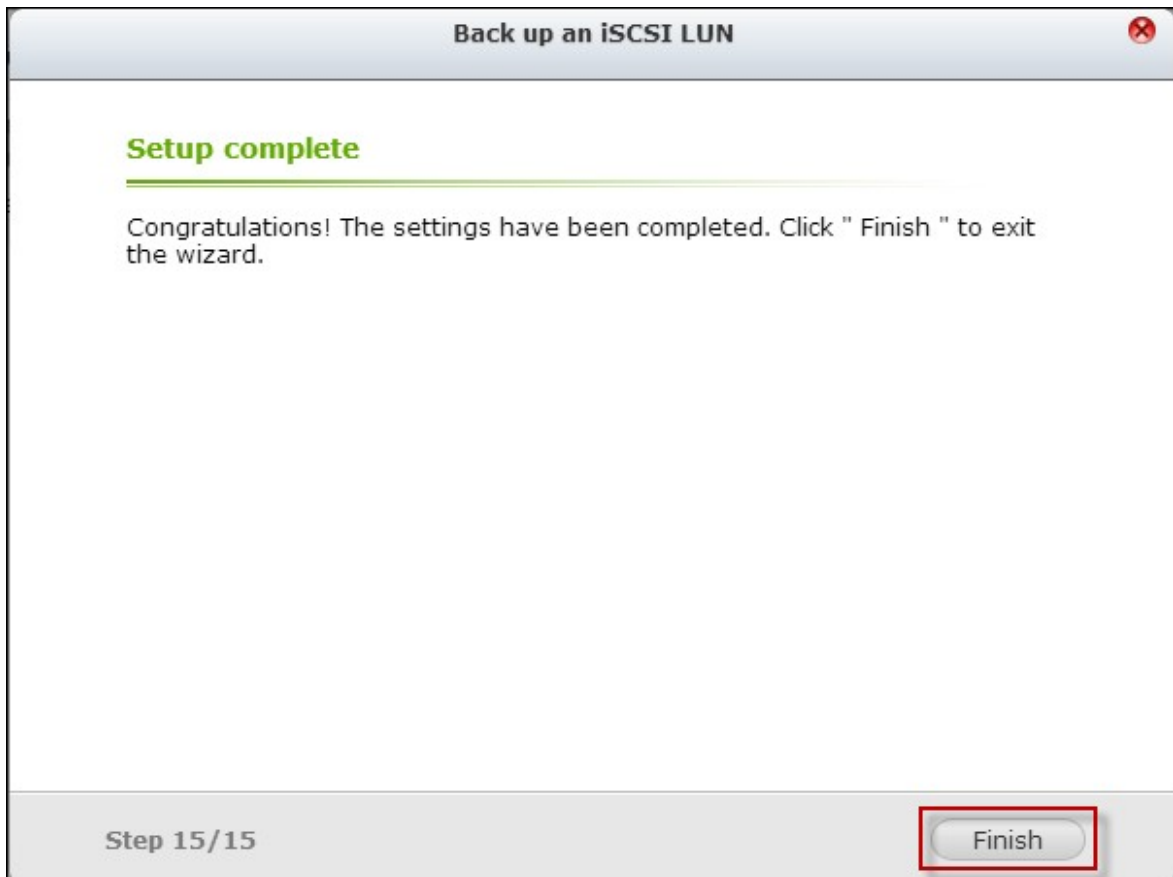 Back up an iSCSI LUN
Setup complete
Congratulations! The settings have been completed. Click " Finish " to exit
the wizard.
Step 15/15
Finish